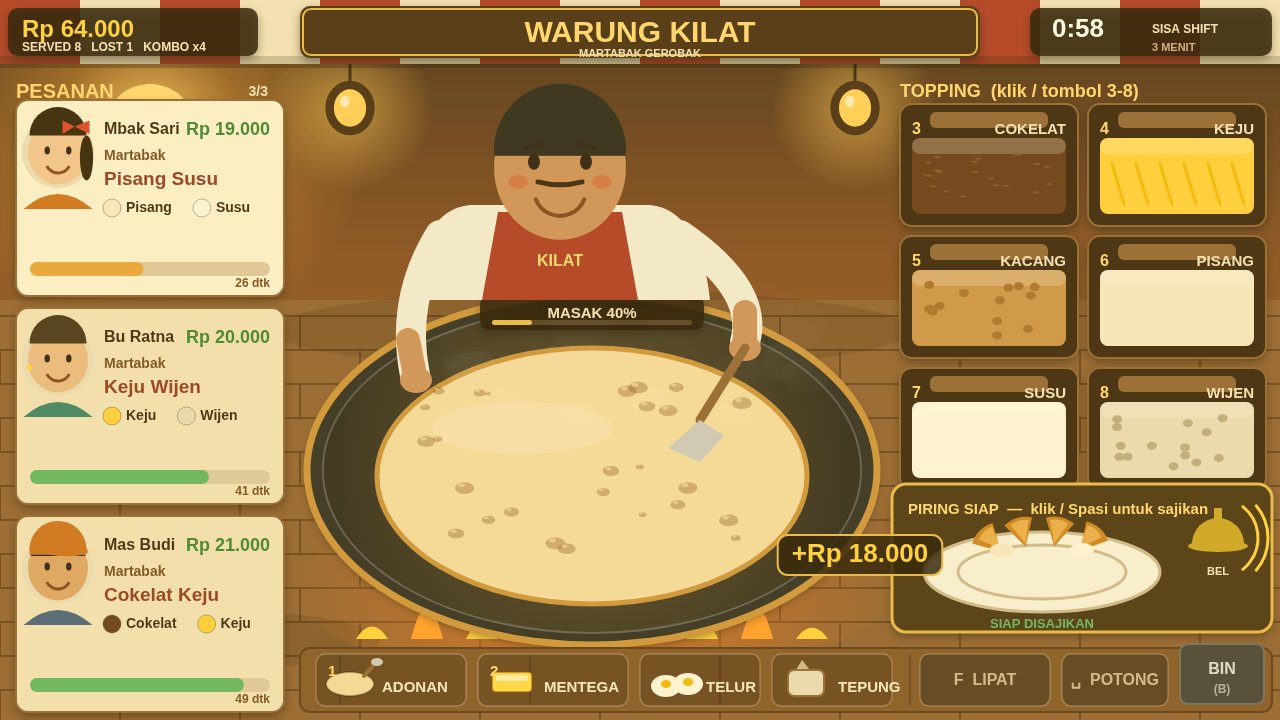 Rp 64.000
SERVED 8 LOST 1 KOMBO x4
WARUNG KILAT
MARTABAK GEROBAK
0:58
SISA SHIFT
3 MENIT
PESANAN
3/3
Mbak Sari Rp 19.000
Martabak
Pisang Susu
Pisang Susu
26 dtk
Bu Ratna Rp 20.000
Martabak
Keju Wijen
Keju Wijen
41 dtk
Mas Budi Rp 21.000
Martabak
Cokelat Keju
Cokelat Keju
49 dtk
KILAT
MASAK 40%
TOPPING (klik / tombol 3-8)
3 COKELAT
4 KEJU
5 KACANG
6 PISANG
7 SUSU
8 WIJEN
PIRING SIAP — klik / Spasi untuk sajikan
BEL
+Rp 18.000
SIAP DISAJIKAN
1 ADONAN
2 MENTEGA
TELUR
TEPUNG
F LIPAT
␣ POTONG
BIN
(B)